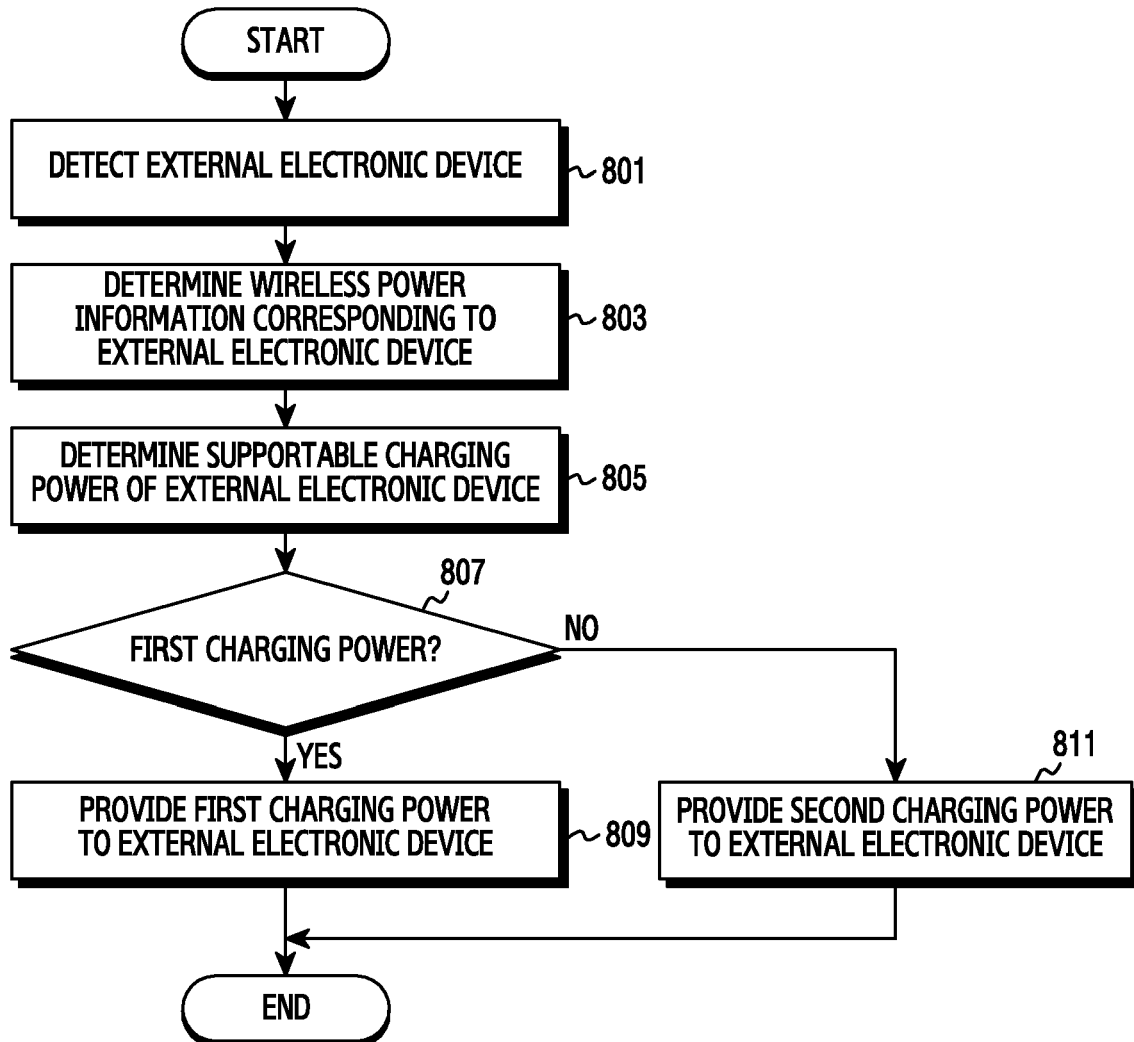 START
DETECT EXTERNAL ELECTRONIC DEVICE
801
DETERMINE WIRELESS POWER
INFORMATION CORRESPONDING TO
EXTERNAL ELECTRONIC DEVICE
803
DETERMINE SUPPORTABLE CHARGING
POWER OF EXTERNAL ELECTRONIC DEVICE
805
807
FIRST CHARGING POWER?
NO
YES
PROVIDE FIRST CHARGING POWER
TO EXTERNAL ELECTRONIC DEVICE
809
811
PROVIDE SECOND CHARGING POWER
TO EXTERNAL ELECTRONIC DEVICE
END